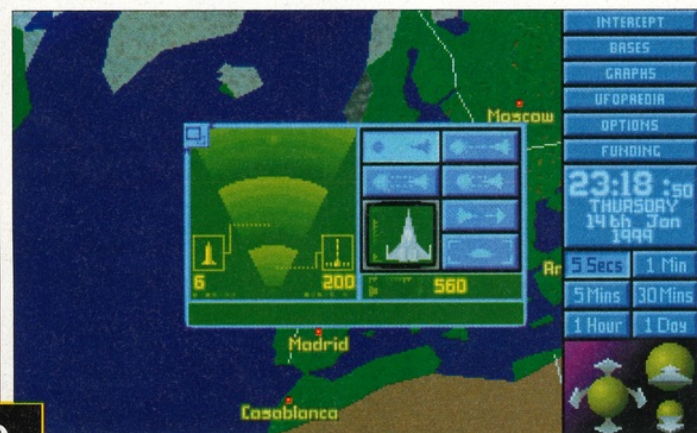 INTERCEPT
BASES
GRAPHS
UFOPAEDIA
OPTIONS
FUNDING
Moscow
23:18 :50
THURSDAY
14th Jan
1999
6
200
560
5 Secs
1 Min
5 Mins
30 Mins
1 Hour
1 Day
Madrid
Casablanca